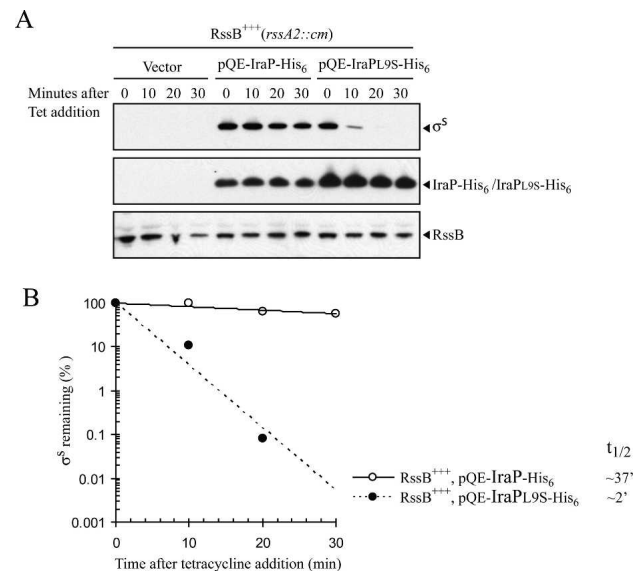 A
RssB+++(rssA2::cm)
Vector pQE-IraP-His6 pQE-IraPL9S-His6
Minutes after Tet addition 0 10 20 30 0 10 20 30 0 10 20 30
σS
IraP-His6/IraPL9S-His6
RssB
B
σS remaining (%)
100
10
1
0.1
0.01
0.001
0 10 20 30
Time after tetracycline addition (min)
t1/2
RssB+++, pQE-IraP-His6 ~37'
RssB+++, pQE-IraPL9S-His6 ~2'